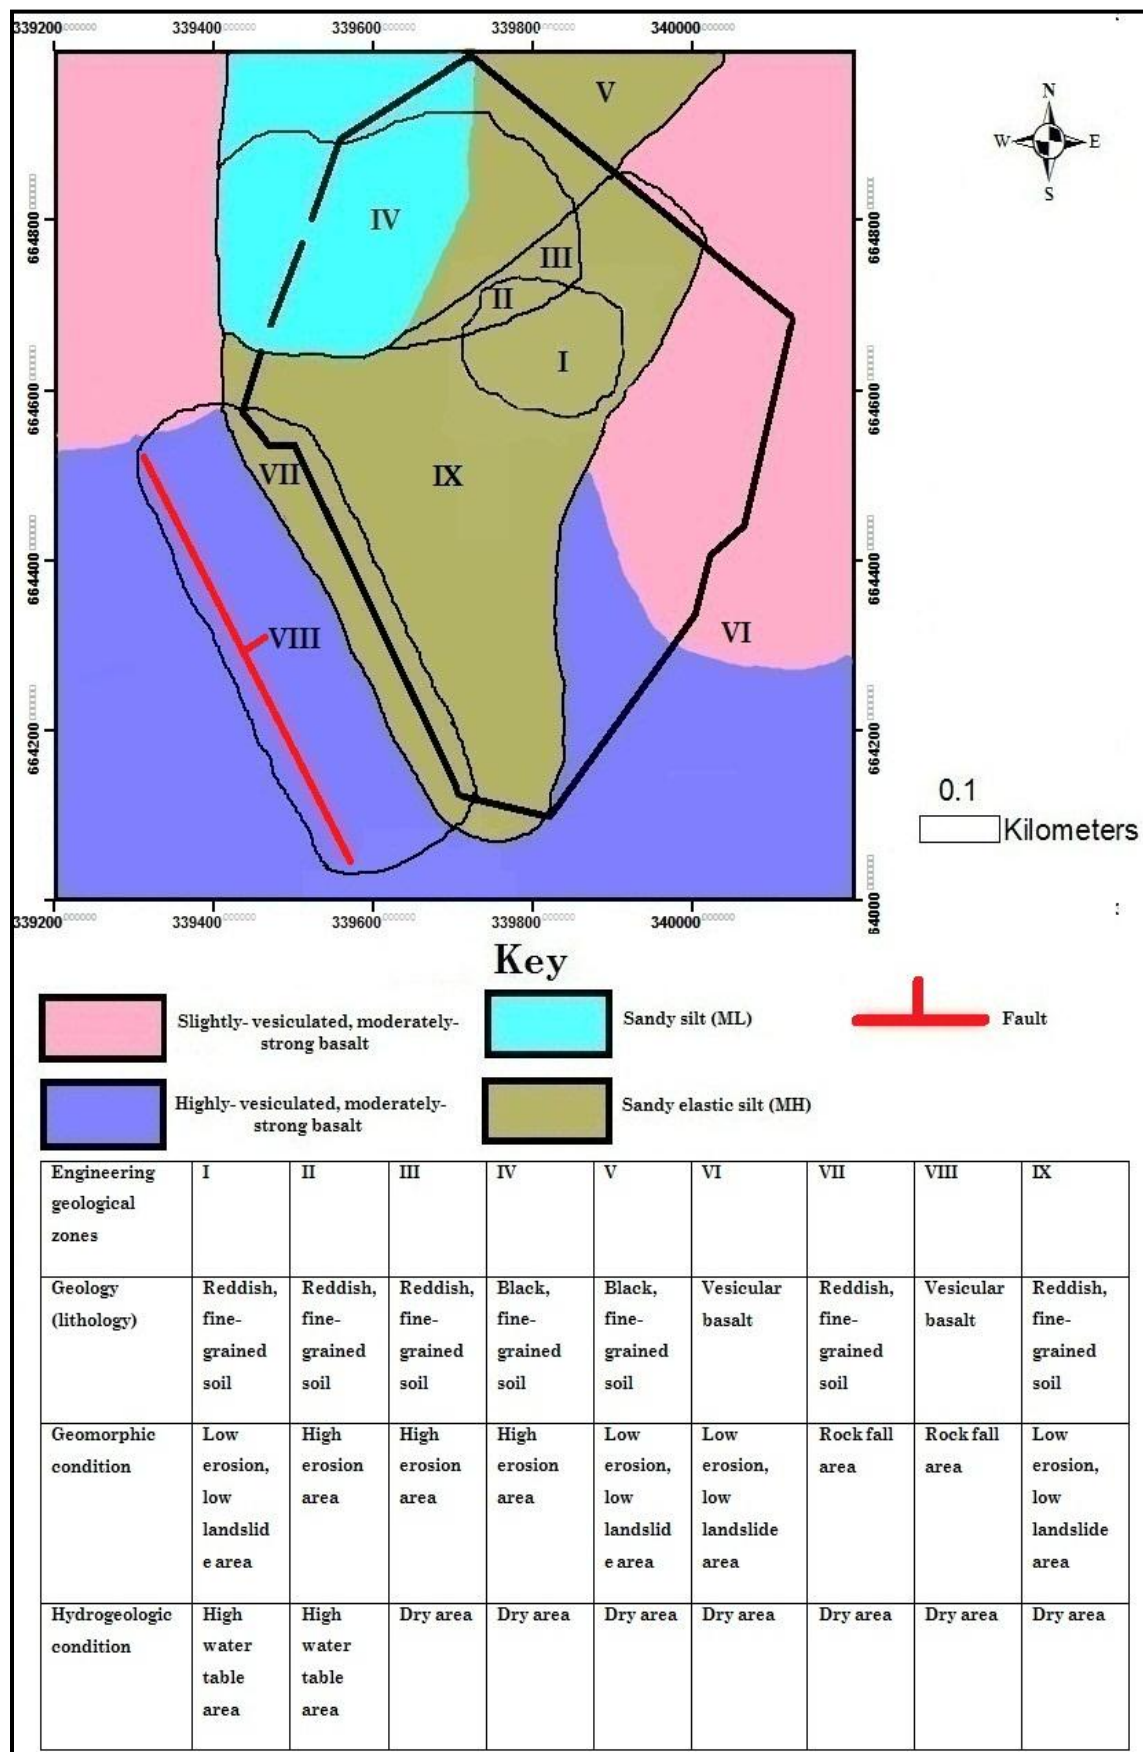 339200 339400 339600 339800 340000
664800 664600 664400 664200
664800 664600 664400 664200 64000
V
IV
III
II
I
VII
IX
VIII
VI
N
W E
S
0.1
Kilometers
339200 339400 339600 339800 340000
Key
Slightly- vesiculated, moderately-
strong basalt
Sandy silt (ML)
Fault
Highly- vesiculated, moderately-
strong basalt
Sandy elastic silt (MH)
Engineering I II III IV V VI VII VIII IX
geological
zones
Geology Reddish, Reddish, Reddish, Black, Black, Vesicular Reddish, Vesicular Reddish,
(lithology) fine- fine- fine- fine- fine- basalt fine- basalt fine-
grained grained grained grained grained grained grained
soil soil soil soil soil soil soil
Geomorphic Low High High High Low Low Rock fall Rock fall Low
condition erosion, erosion erosion erosion erosion, erosion, area area erosion,
low area area area low low low
landslid landslid landslide landslide
e area e area area area
Hydrogeologic High High Dry area Dry area Dry area Dry area Dry area Dry area Dry area
condition water water
table table
area area